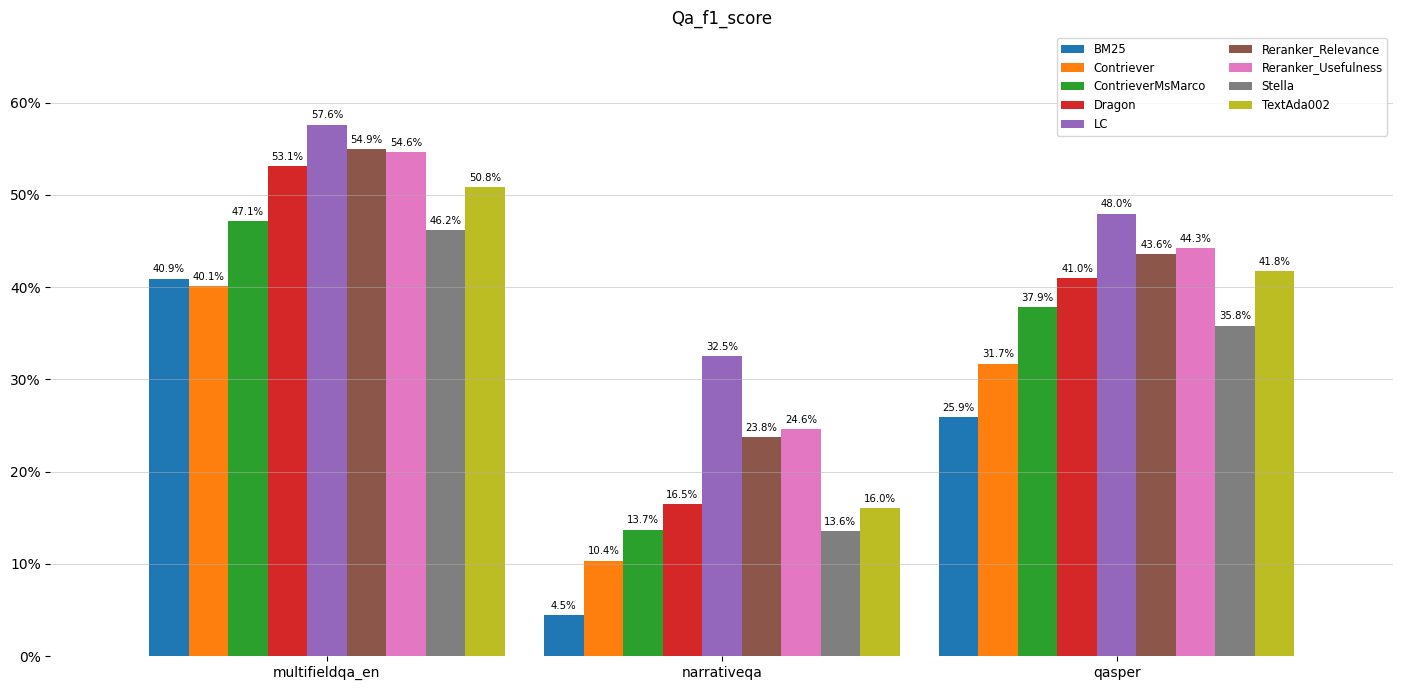 Qa_f1_score
BM25
Contriever
ContrieverMsMarco
Dragon
LC
Reranker_Relevance
Reranker_Usefulness
Stella
TextAda002
60%
50%
40%
30%
20%
10%
0%
40.9%
40.1%
47.1%
53.1%
57.6%
54.9%
54.6%
46.2%
50.8%
4.5%
10.4%
13.7%
16.5%
32.5%
23.8%
24.6%
13.6%
16.0%
25.9%
31.7%
37.9%
41.0%
48.0%
43.6%
44.3%
35.8%
41.8%
multifieldqa_en
narrativeqa
qasper